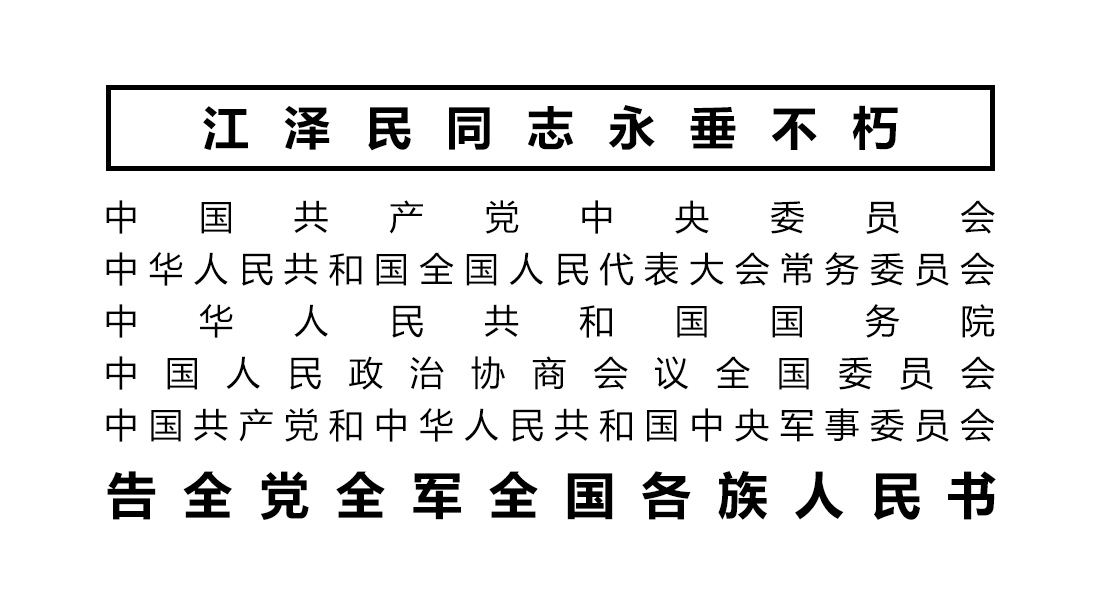 江泽民同志永垂不朽
中国共产党中央委员会
中华人民共和国全国人民代表大会常务委员会
中华人民共和国国务院
中国人民政治协商会议全国委员会
中国共产党和中华人民共和国中央军事委员会
告全党全军全国各族人民书